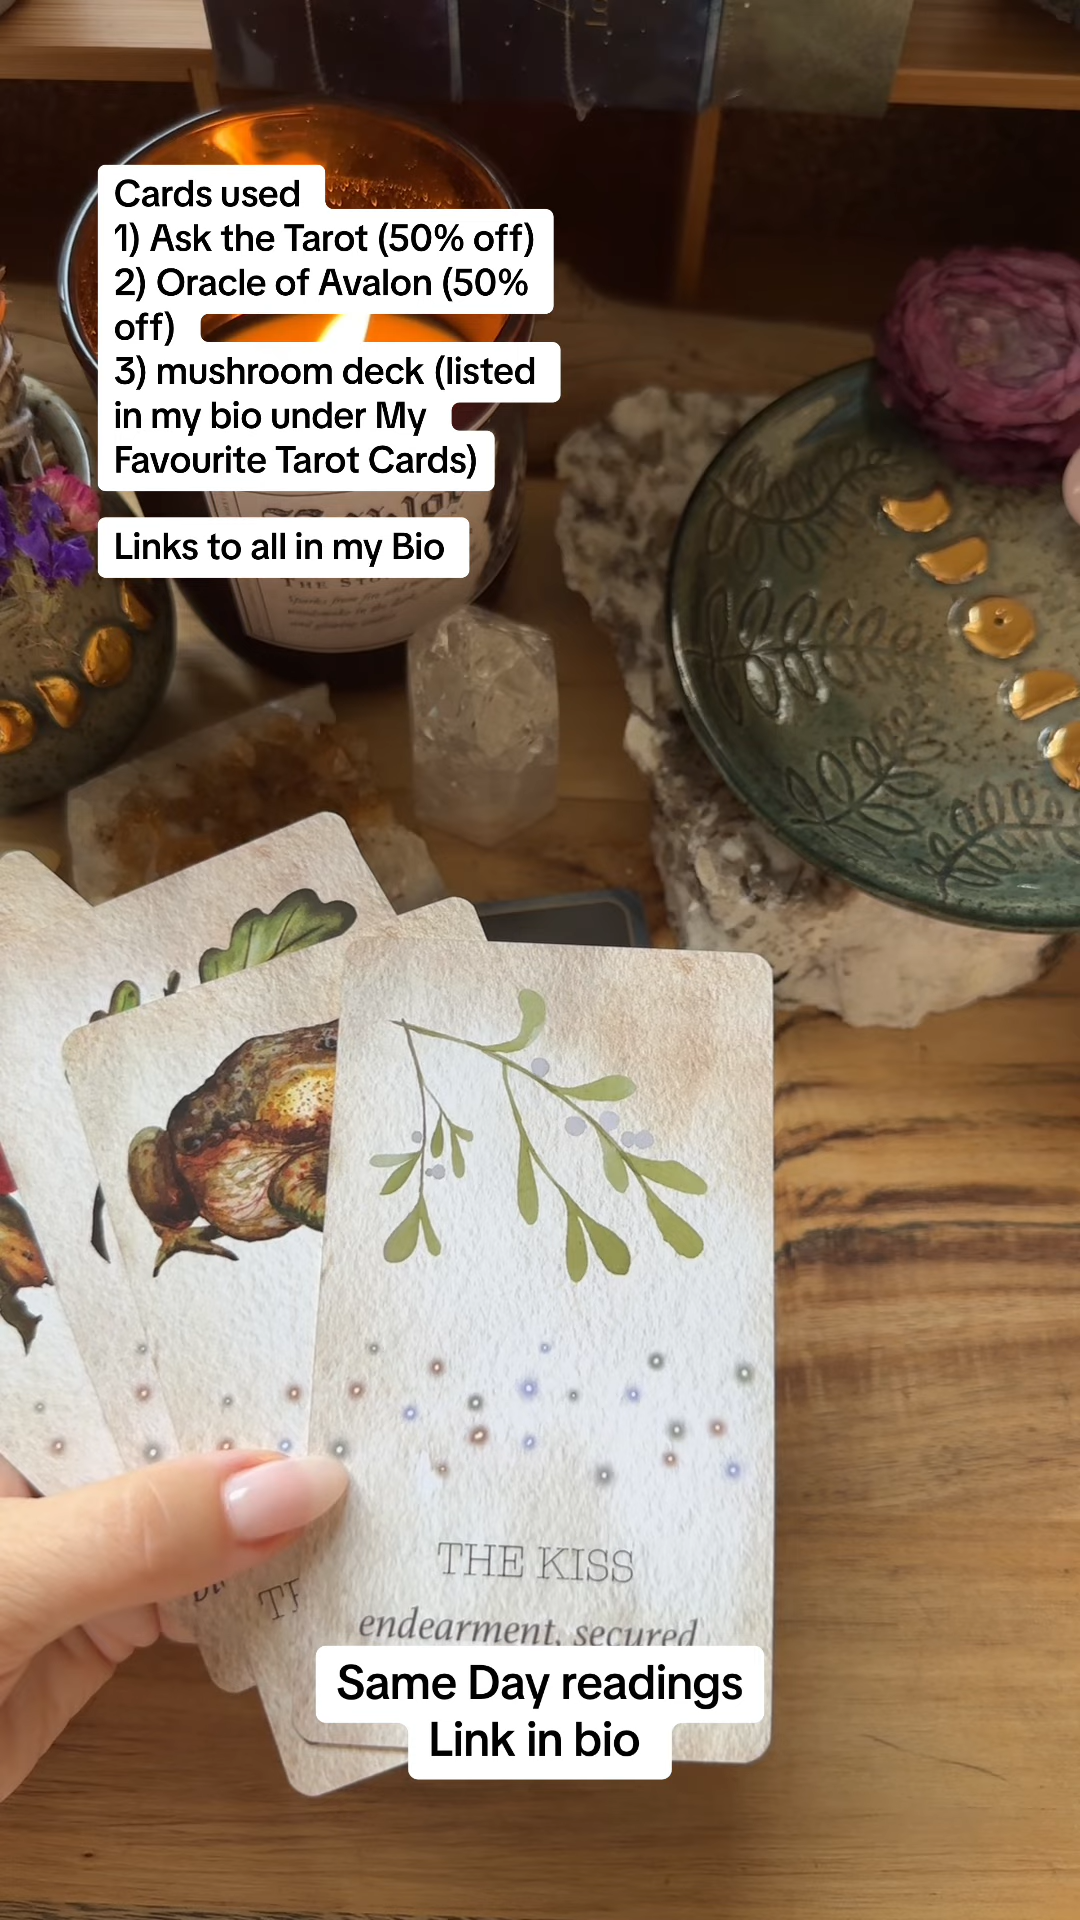 Cards used
1) Ask the Tarot (50% off)
2) Oracle of Avalon (50%
off)
3) mushroom deck (listed
in my bio under My
Favourite Tarot Cards)
Links to all in my Bio
THE KISS
endearment, secured
Same Day readings
Link in bio